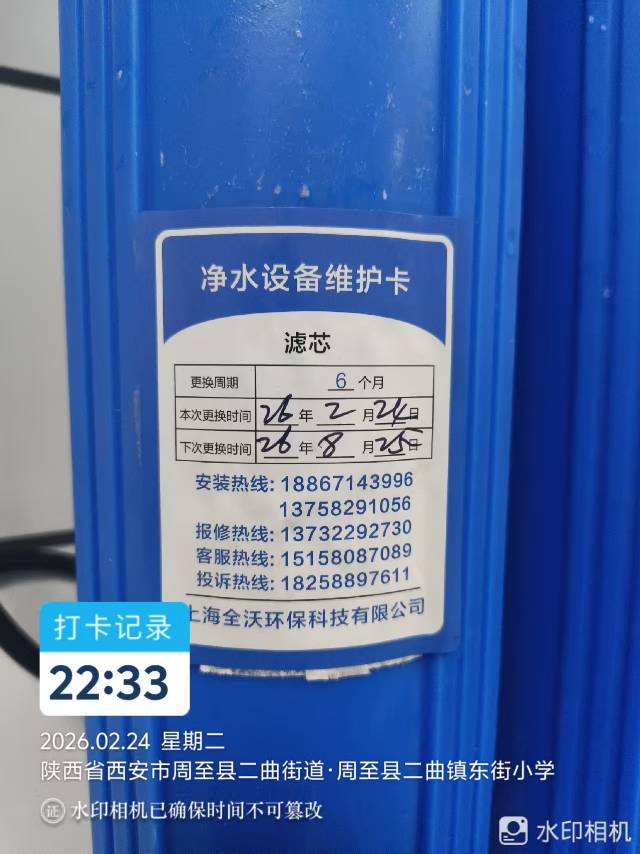 净水设备维护卡
滤芯
更换周期 6 个月
本次更换时间 26 年 2 月 24 日
下次更换时间 26 年 8 月 25 日
安装热线: 18867143996
13758291056
报修热线: 13732292730
客服热线: 15158087089
投诉热线: 18258897611
上海全沃环保科技有限公司
打卡记录
22:33
2026.02.24 星期二
陕西省西安市周至县二曲街道·周至县二曲镇东街小学
证 水印相机已确保时间不可篡改
水印相机